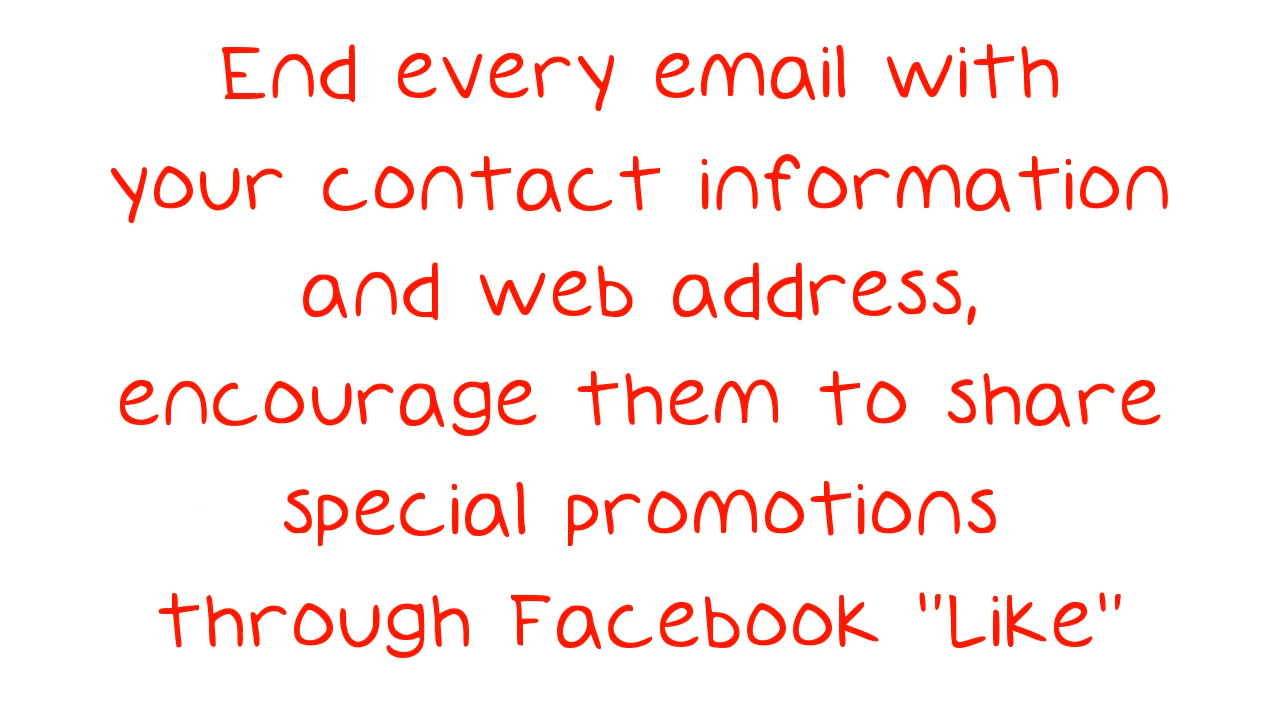 End every email with
your contact information
and web address,
encourage them to share
special promotions
through Facebook "Like"